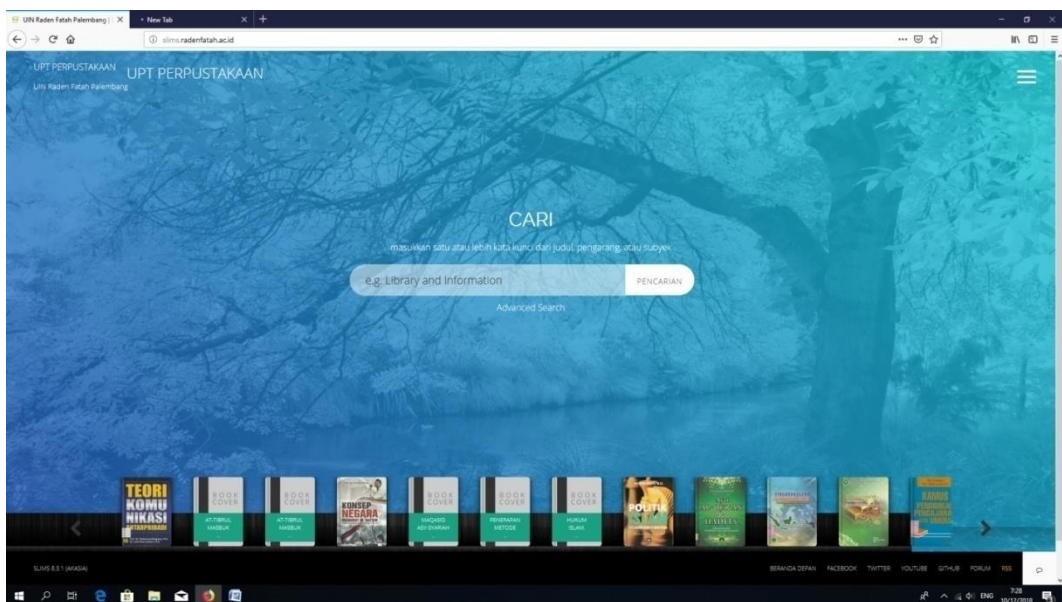 UIN Raden Fatah Palembang |
New Tab
slims.radenfatah.ac.id
UPT PERPUSTAKAAN
UIN Raden Fatah Palembang
UPT PERPUSTAKAAN
CARI
masukkan satu atau lebih kata kunci dari judul, pengarang, atau subyek
e.g. Library and Information
PENCARIAN
Advanced Search
TEORI
KOMU
NIKASI
ANTARPRIBADI
BOOK
COVER
AT-TIBRUL
MASBUK
BOOK
COVER
AT-TIBRUL
MASBUK
KONSEP
NEGARA
BOOK
COVER
MAQASID
ASY-SYARIAH
BOOK
COVER
PENERAPAN
METODE
BOOK
COVER
HUKUM
ISLAM
POLITIK
KAMUS
SLIMS 8.3.1 (AKASIA)
BERANDA DEPAN
FACEBOOK
TWITTER
YOUTUBE
GITHUB
FORUM
RSS
ENG
7:28
10/12/2018